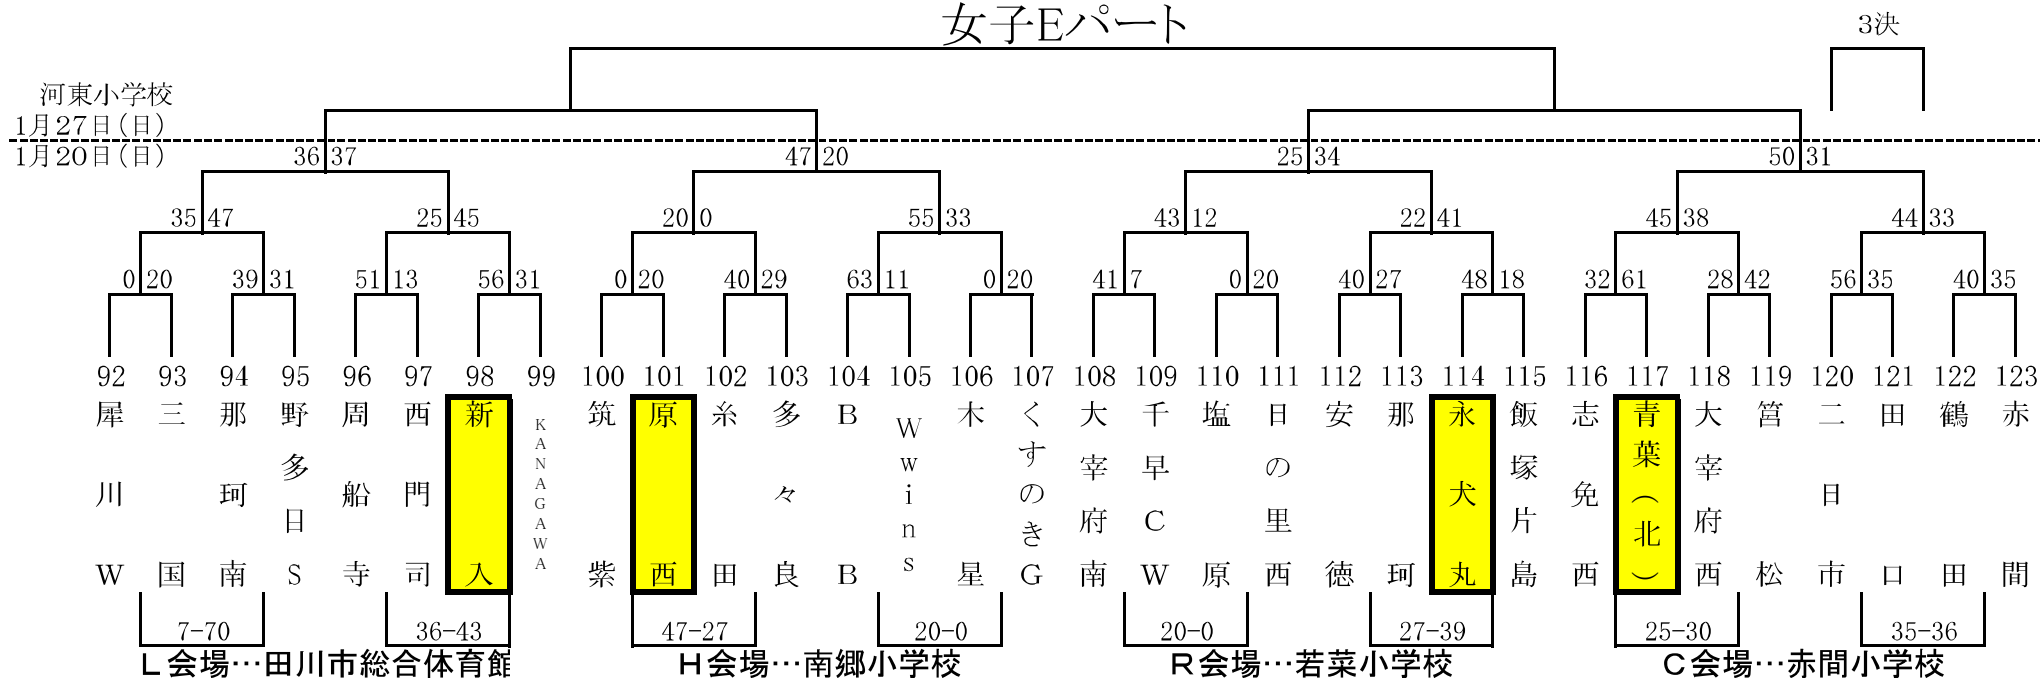 女子Eパート
3決
河東小学校
1月27日(日)
1月20日(日)
36 37 47 20 25 34 50 31
35 47 25 45 20 0 55 33 43 12 22 41 45 38 44 33
0 20 39 31 51 13 56 31 0 20 40 29 63 11 0 20 41 7 0 20 40 27 48 18 32 61 28 42 56 35 40 35
92 93 94 95 96 97 98 99 100 101 102 103 104 105 106 107 108 109 110 111 112 113 114 115 116 117 118 119 120 121 122 123
犀川W
三国
那珂南
野多日S
周船寺
西門司
新入
KANAGAWA
筑紫
原西
糸田
多々良
BB
Wwins
木星
くすのきG
大宰府南
千早CW
塩原
日の里西
安徳
那珂
永犬丸
飯塚片島
志免西
青葉(北)
大宰府西
筥松
二日市
田口
鶴田
赤間
7-70 36-43 47-27 20-0 20-0 27-39 25-30 35-36
L会場…田川市総合体育館
H会場…南郷小学校
R会場…若菜小学校
C会場…赤間小学校